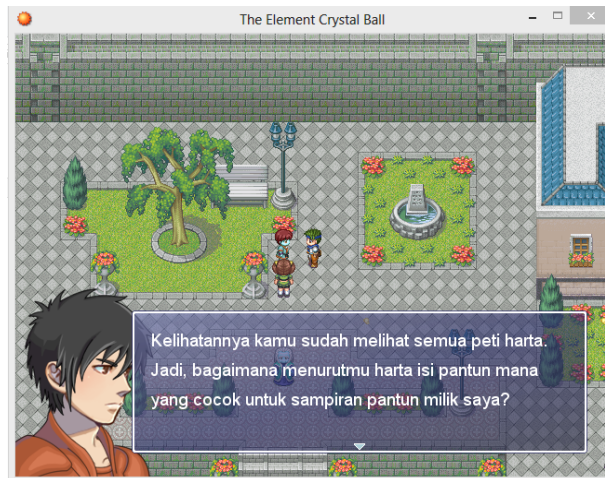 The Element Crystal Ball
Kelihatannya kamu sudah melihat semua peti harta.
Jadi, bagaimana menurutmu harta isi pantun mana
yang cocok untuk sampiran pantun milik saya?